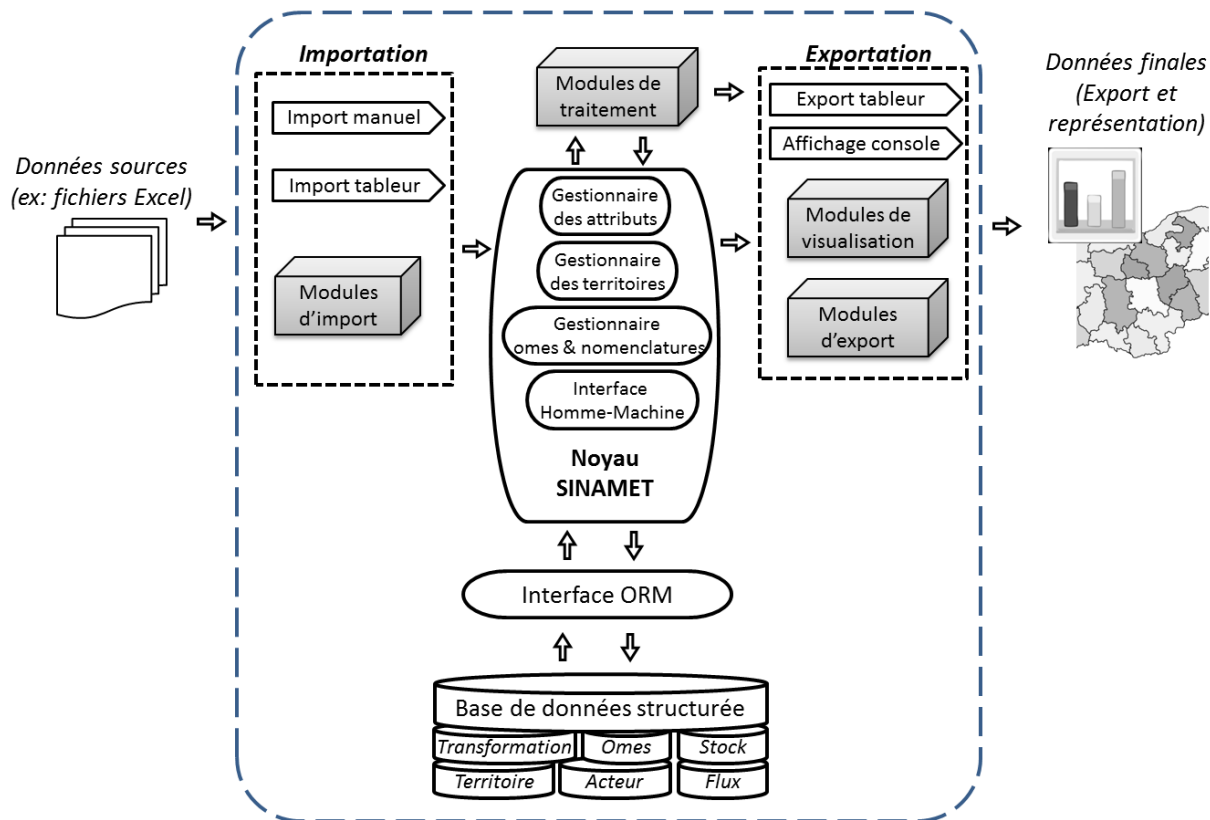 Données sources
(ex: fichiers Excel)
Importation
Import manuel
Import tableur
Modules
d’import
Modules de
traitement
Gestionnaire
des attributs
Gestionnaire
des territoires
Gestionnaire
omes & nomenclatures
Interface
Homme-Machine
Noyau
SINAMET
Interface ORM
Base de données structurée
Transformation
Omes
Stock
Territoire
Acteur
Flux
Exportation
Export tableur
Affichage console
Modules de
visualisation
Modules
d’export
Données finales
(Export et
représentation)